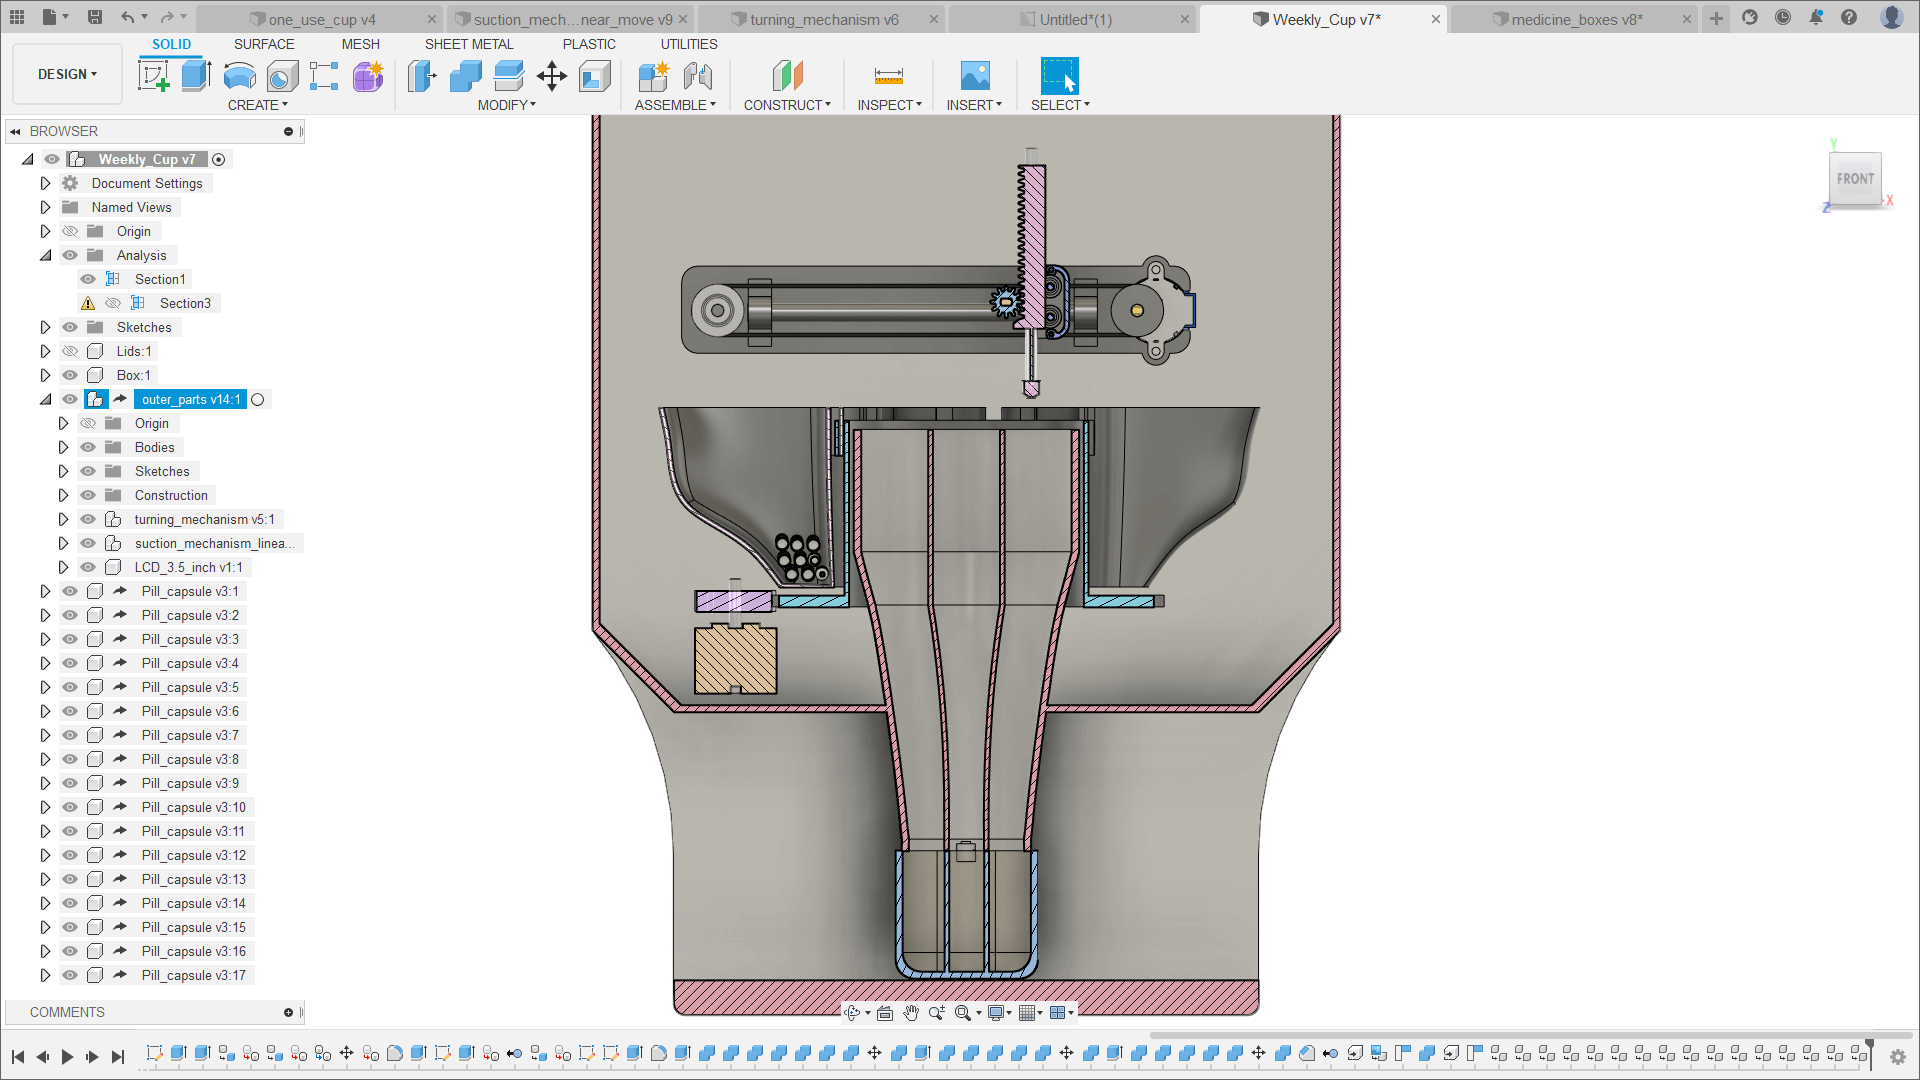 one_use_cup v4
suction_mech...near_move v9
turning_mechanism v6
Untitled*(1)
Weekly_Cup v7*
medicine_boxes v8*
SOLID
SURFACE
MESH
SHEET METAL
PLASTIC
UTILITIES
DESIGN
CREATE
MODIFY
ASSEMBLE
CONSTRUCT
INSPECT
INSERT
SELECT
BROWSER
Weekly_Cup v7
Document Settings
Named Views
Origin
Analysis
Section1
Section3
Sketches
Lids:1
Box:1
outer_parts v14:1
Origin
Bodies
Sketches
Construction
turning_mechanism v5:1
suction_mechanism_linea...
LCD_3.5_inch v1:1
Pill_capsule v3:1
Pill_capsule v3:2
Pill_capsule v3:3
Pill_capsule v3:4
Pill_capsule v3:5
Pill_capsule v3:6
Pill_capsule v3:7
Pill_capsule v3:8
Pill_capsule v3:9
Pill_capsule v3:10
Pill_capsule v3:11
Pill_capsule v3:12
Pill_capsule v3:13
Pill_capsule v3:14
Pill_capsule v3:15
Pill_capsule v3:16
Pill_capsule v3:17
COMMENTS
Y
FRONT
X
Z